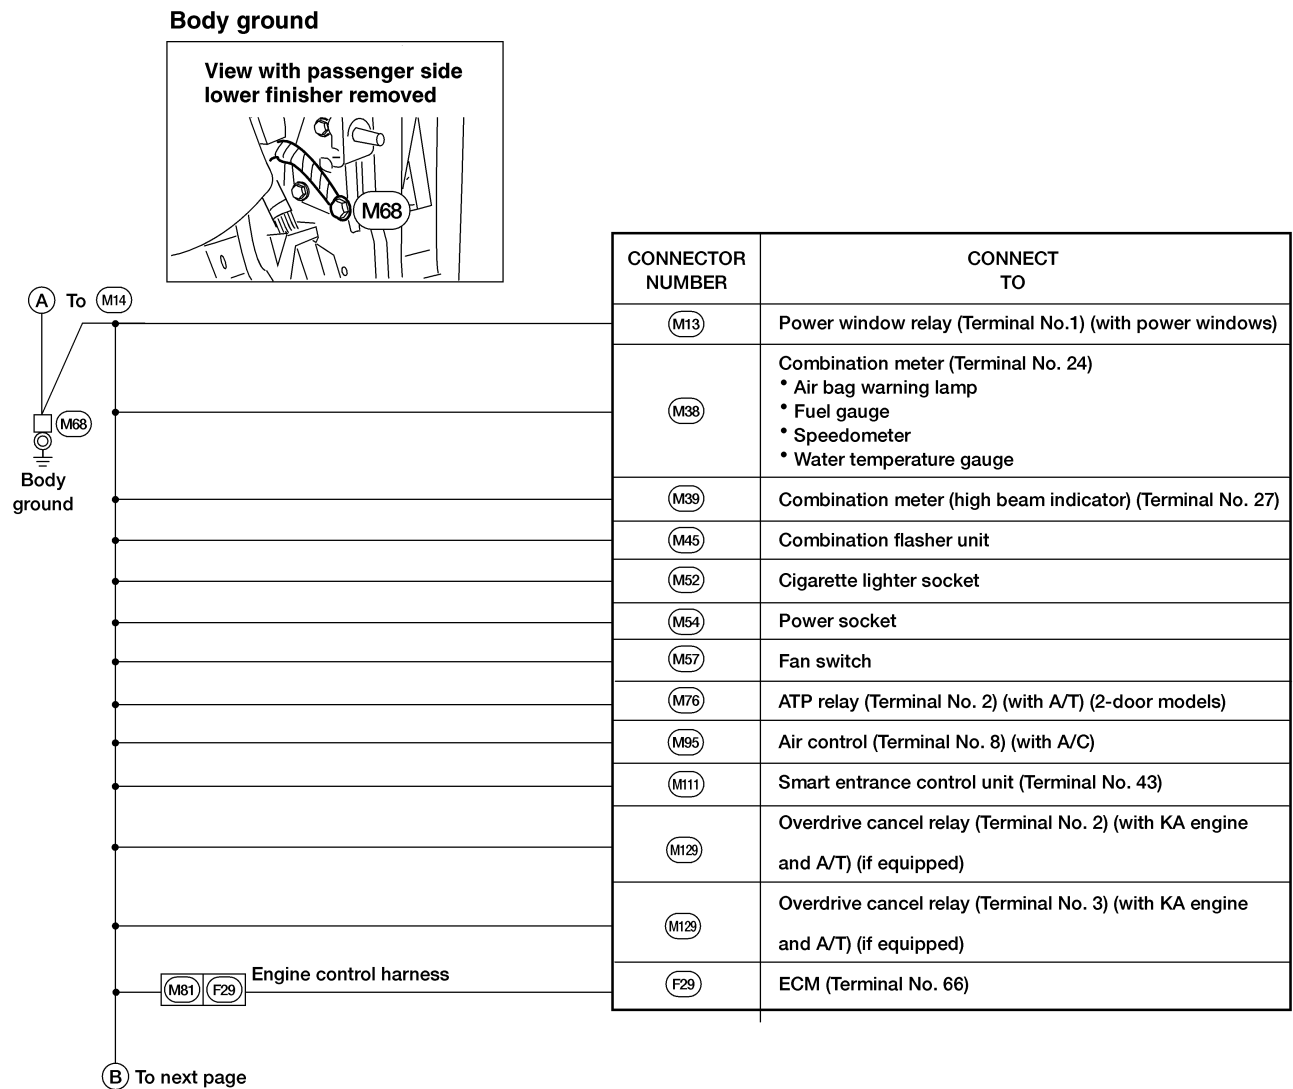 Body ground
View with passenger side
lower finisher removed
M68
A To M14
M68
Body
ground
CONNECTOR
NUMBER
CONNECT
TO
M13 Power window relay (Terminal No.1) (with power windows)
M38
Combination meter (Terminal No. 24)
• Air bag warning lamp
• Fuel gauge
• Speedometer
• Water temperature gauge
M39 Combination meter (high beam indicator) (Terminal No. 27)
M45 Combination flasher unit
M52 Cigarette lighter socket
M54 Power socket
M57 Fan switch
M76 ATP relay (Terminal No. 2) (with A/T) (2-door models)
M95 Air control (Terminal No. 8) (with A/C)
M111 Smart entrance control unit (Terminal No. 43)
M129
Overdrive cancel relay (Terminal No. 2) (with KA engine
and A/T) (if equipped)
M129
Overdrive cancel relay (Terminal No. 3) (with KA engine
and A/T) (if equipped)
M81 F29 Engine control harness
F29 ECM (Terminal No. 66)
B To next page